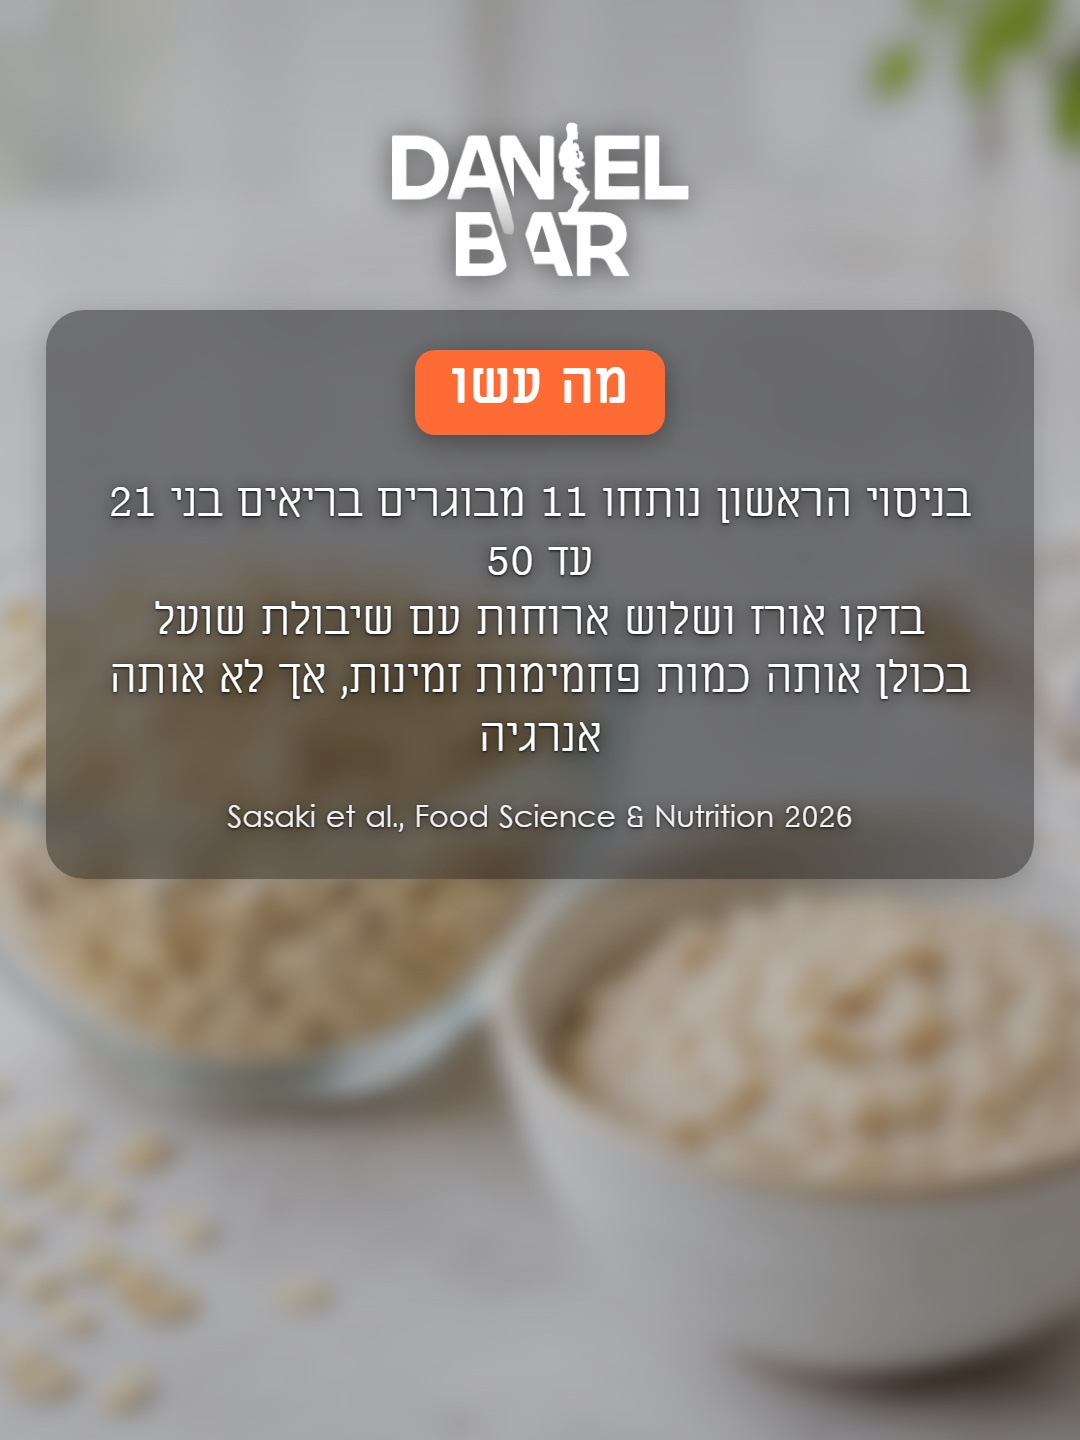 DANIEL
BAR
מה עשו
בניסוי הראשון נותחו 11 מבוגרים בריאים בני 21
עד 50
בדקו אורז ושלוש ארוחות עם שיבולת שועל
בכולן אותה כמות פחמימות זמינות, אך לא אותה
אנרגיה
Sasaki et al., Food Science & Nutrition 2026